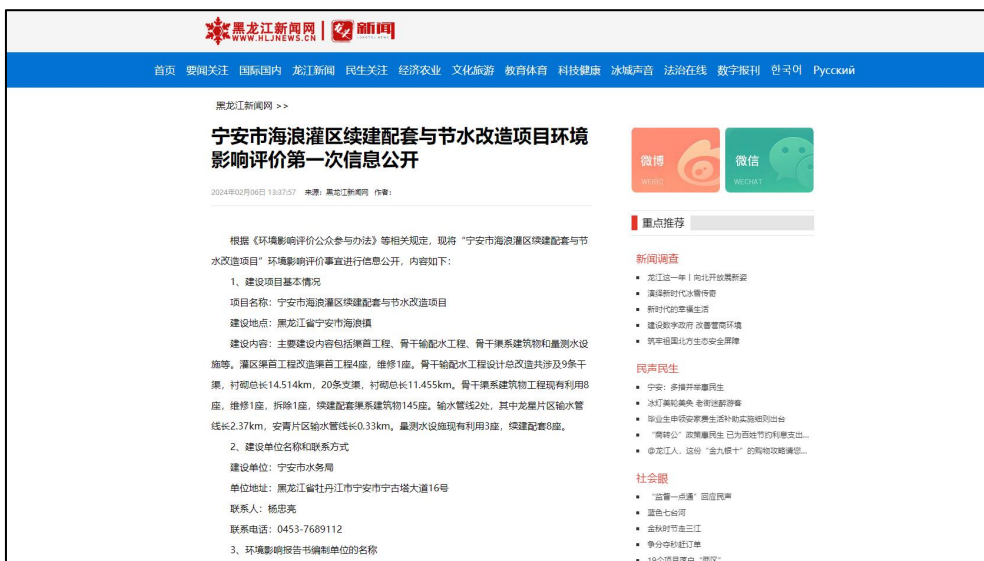 黑龙江新闻网
WWW.HLJNEWS.CN
新闻
首页 要闻关注 国际国内 龙江新闻 民生关注 经济农业 文化旅游 教育体育 科技健康 冰城声音 法治在线 数字报刊 한국어 Русский
黑龙江新闻网 >>
宁安市海浪灌区续建配套与节水改造项目环境
影响评价第一次信息公开
2024年02月06日 13:37:57 来源：黑龙江新闻网 作者：
根据《环境影响评价公众参与办法》等相关规定，现将“宁安市海浪灌区续建配套与节
水改造项目”环境影响评价事宜进行信息公开，内容如下：
1、建设项目基本情况
项目名称：宁安市海浪灌区续建配套与节水改造项目
建设地点：黑龙江省宁安市海浪镇
建设内容：主要建设内容包括渠首工程、骨干输配水工程、骨干渠系建筑物和量测水设
施等。灌区渠首工程改造渠首工程4座，维修1座。骨干输配水工程设计总改造共涉及9条干
渠，衬砌总长14.514km，20条支渠，衬砌总长11.455km。骨干渠系建筑物工程现有利用8
座，维修1座，拆除1座，续建配套渠系建筑物145座。输水管线2处，其中龙星片区输水管
线长2.37km，安青片区输水管线长0.33km。量测水设施现有利用3座，续建配套8座。
2、建设单位名称和联系方式
建设单位：宁安市水务局
单位地址：黑龙江省牡丹江市宁安市宁古塔大道16号
联系人：杨忠亮
联系电话：0453-7689112
3、环境影响报告书编制单位的名称
微博
WEIBO
微信
WECHAT
重点推荐
新闻调查
龙江这一年丨向北开放展新姿
演绎新时代冰雪传奇
新时代的幸福生活
建设数字政府 改善营商环境
筑牢祖国北方生态安全屏障
民声民生
宁安：多措并举惠民生
冰灯美轮美奂 老街迷醉游客
毕业生申领安家费生活补助实施细则出台
“商转公”政策惠民生 已为百姓节约利息支出...
@龙江人，这份“金九银十”的购物攻略请您...
社会眼
“监督一点通”回应民声
蓝色七台河
金秋时节走三江
争分夺秒赶订单